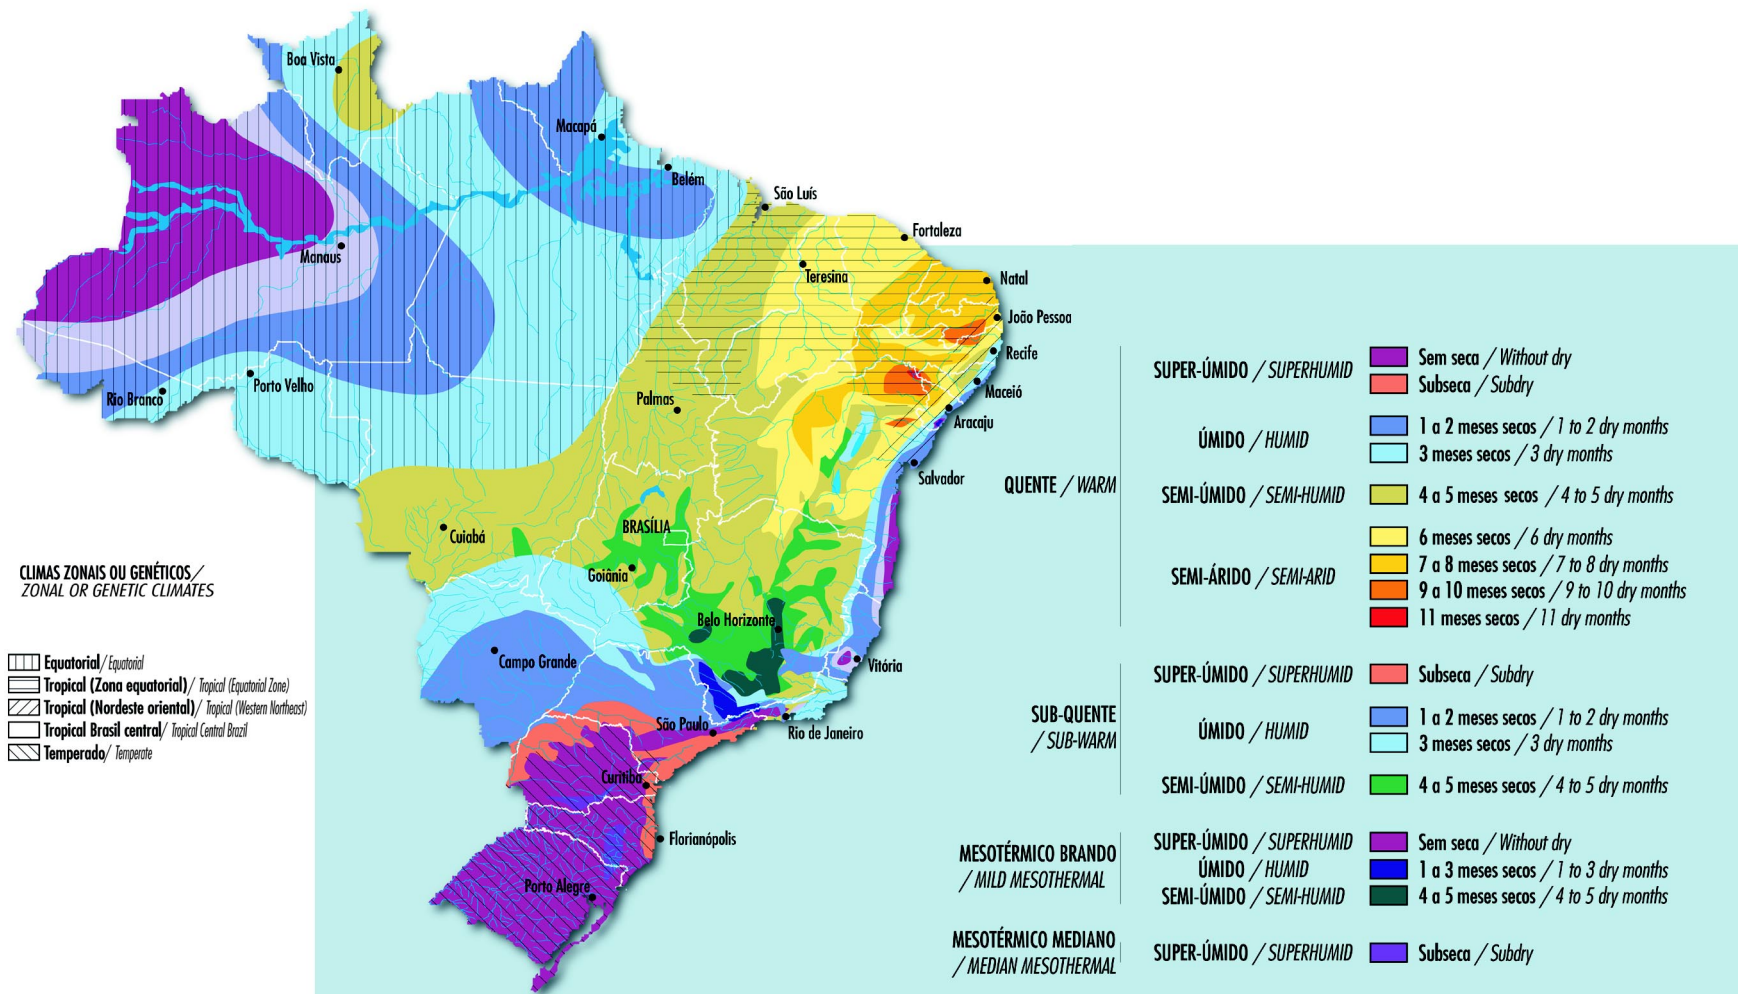 Boa Vista
Macapá
Belém
São Luís
Fortaleza
Manaus
Teresina
Natal
João Pessoa
Recife
Porto Velho
Rio Branco
Palmas
Maceió
Aracaju
Salvador
BRASÍLIA
Cuiabá
Goiânia
Belo Horizonte
Campo Grande
Vitória
São Paulo
Rio de Janeiro
Curitiba
Florianópolis
Porto Alegre
CLIMAS ZONAIS OU GENÉTICOS/
ZONAL OR GENETIC CLIMATES
Equatorial/ Equatorial
Tropical (Zona equatorial)/ Tropical (Equatorial Zone)
Tropical (Nordeste oriental)/ Tropical (Western Northeast)
Tropical Brasil central/ Tropical Central Brazil
Temperado/ Temperate
QUENTE / WARM
SUPER-ÚMIDO / SUPERHUMID
Sem seca / Without dry
Subseca / Subdry
ÚMIDO / HUMID
1 a 2 meses secos / 1 to 2 dry months
3 meses secos / 3 dry months
SEMI-ÚMIDO / SEMI-HUMID
4 a 5 meses secos / 4 to 5 dry months
SEMI-ÁRIDO / SEMI-ARID
6 meses secos / 6 dry months
7 a 8 meses secos / 7 to 8 dry months
9 a 10 meses secos / 9 to 10 dry months
11 meses secos / 11 dry months
SUB-QUENTE
/ SUB-WARM
SUPER-ÚMIDO / SUPERHUMID
Subseca / Subdry
ÚMIDO / HUMID
1 a 2 meses secos / 1 to 2 dry months
3 meses secos / 3 dry months
SEMI-ÚMIDO / SEMI-HUMID
4 a 5 meses secos / 4 to 5 dry months
MESOTÉRMICO BRANDO
/ MILD MESOTHERMAL
SUPER-ÚMIDO / SUPERHUMID
Sem seca / Without dry
ÚMIDO / HUMID
1 a 3 meses secos / 1 to 3 dry months
SEMI-ÚMIDO / SEMI-HUMID
4 a 5 meses secos / 4 to 5 dry months
MESOTÉRMICO MEDIANO
/ MEDIAN MESOTHERMAL
SUPER-ÚMIDO / SUPERHUMID
Subseca / Subdry